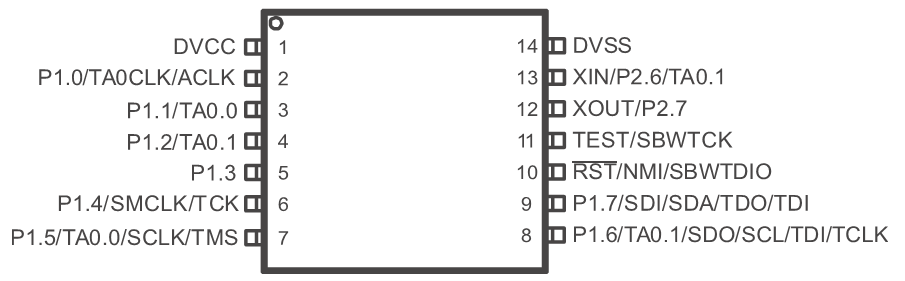 DVCC 1 14 DVSS
P1.0/TA0CLK/ACLK 2 13 XIN/P2.6/TA0.1
P1.1/TA0.0 3 12 XOUT/P2.7
P1.2/TA0.1 4 11 TEST/SBWTCK
P1.3 5 10 RST/NMI/SBWTDIO
P1.4/SMCLK/TCK 6 9 P1.7/SDI/SDA/TDO/TDI
P1.5/TA0.0/SCLK/TMS 7 8 P1.6/TA0.1/SDO/SCL/TDI/TCLK